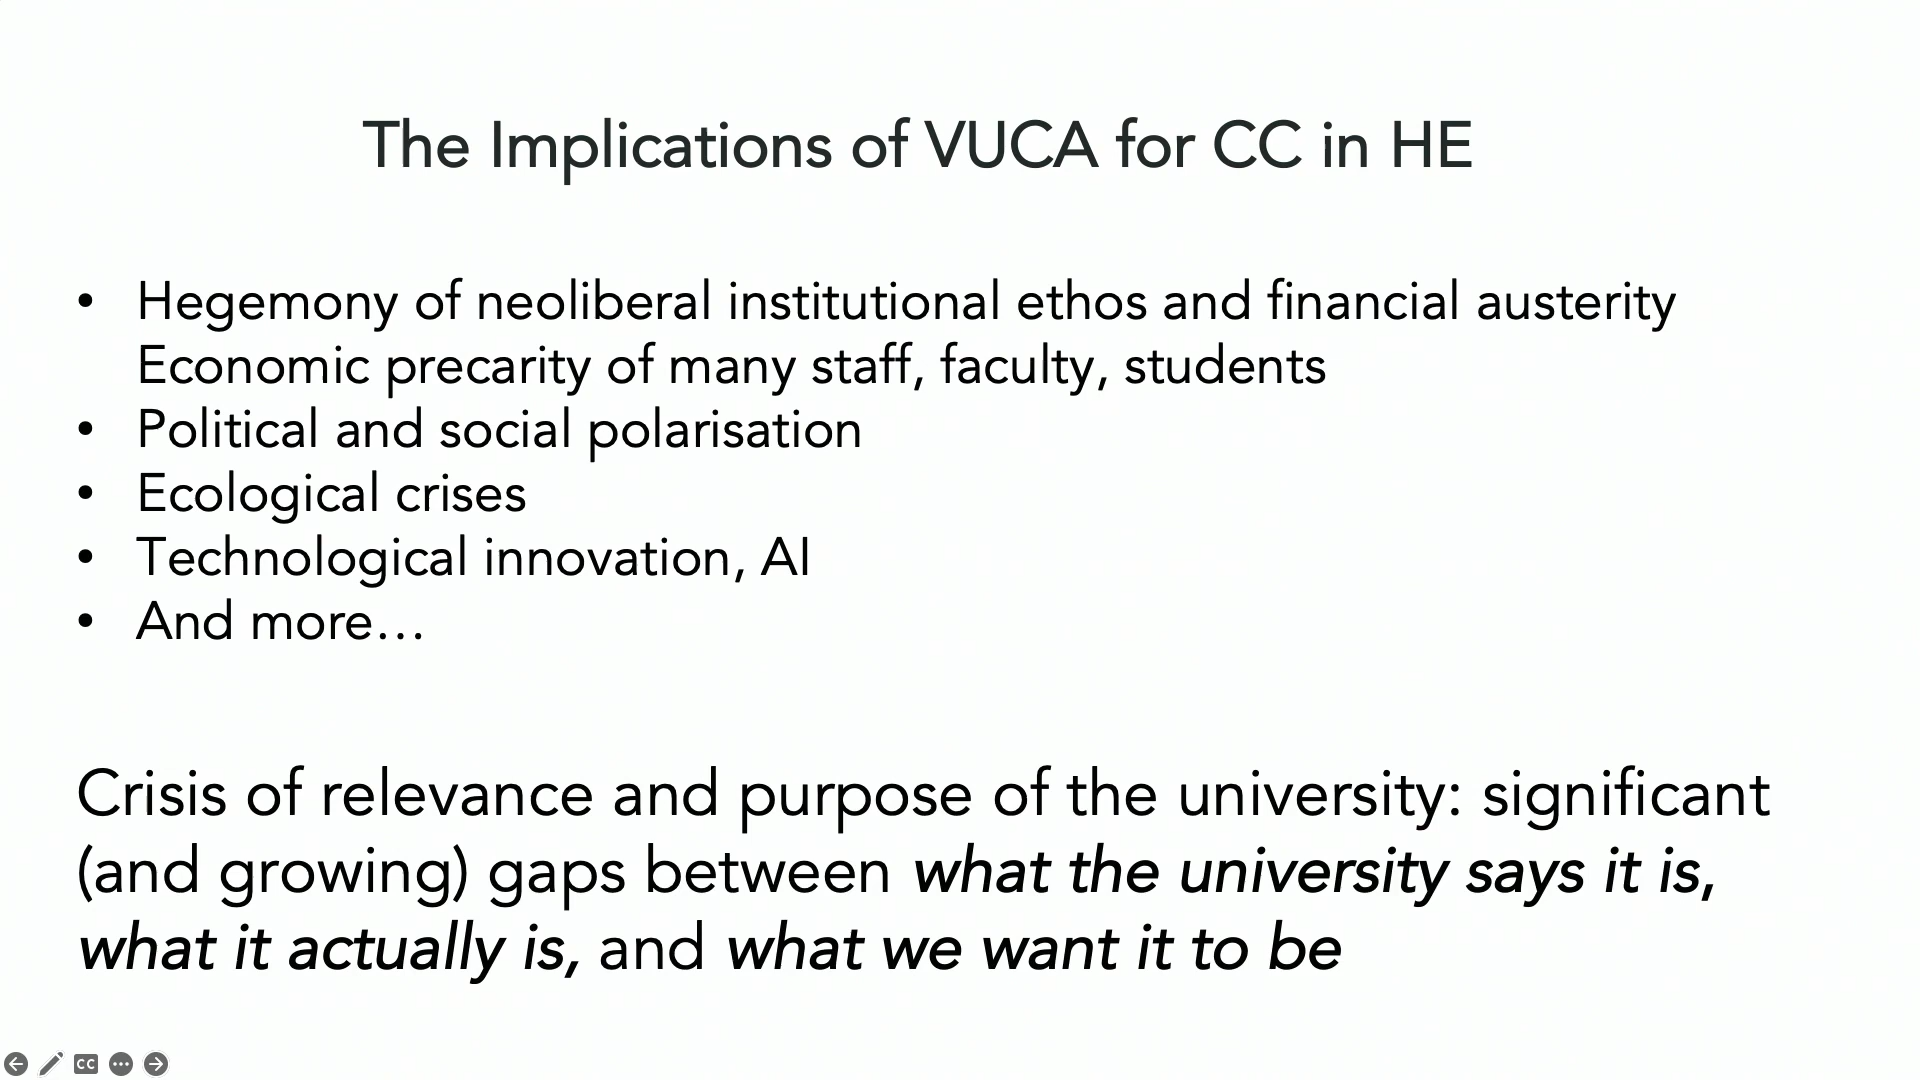 The Implications of VUCA for CC in HE
• Hegemony of neoliberal institutional ethos and financial austerity
Economic precarity of many staff, faculty, students
• Political and social polarisation
• Ecological crises
• Technological innovation, AI
• And more…
Crisis of relevance and purpose of the university: significant
(and growing) gaps between what the university says it is,
what it actually is, and what we want it to be
CC